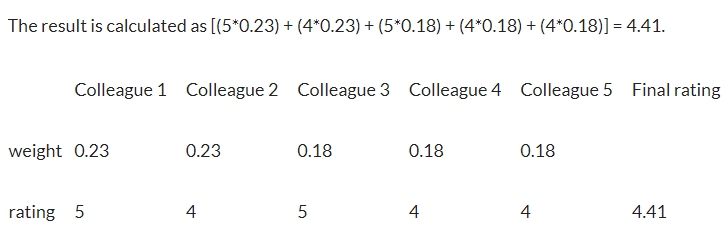 The result is calculated as [(5*0.23) + (4*0.23) + (5*0.18) + (4*0.18) + (4*0.18)] = 4.41.
Colleague 1 Colleague 2 Colleague 3 Colleague 4 Colleague 5 Final rating
weight 0.23 0.23 0.18 0.18 0.18
rating 5 4 5 4 4 4.41